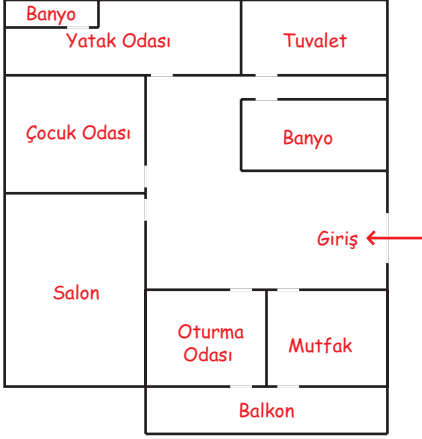 Banyo
Yatak Odası
Tuvalet
Çocuk Odası
Banyo
Giriş
Salon
Oturma
Odası
Mutfak
Balkon